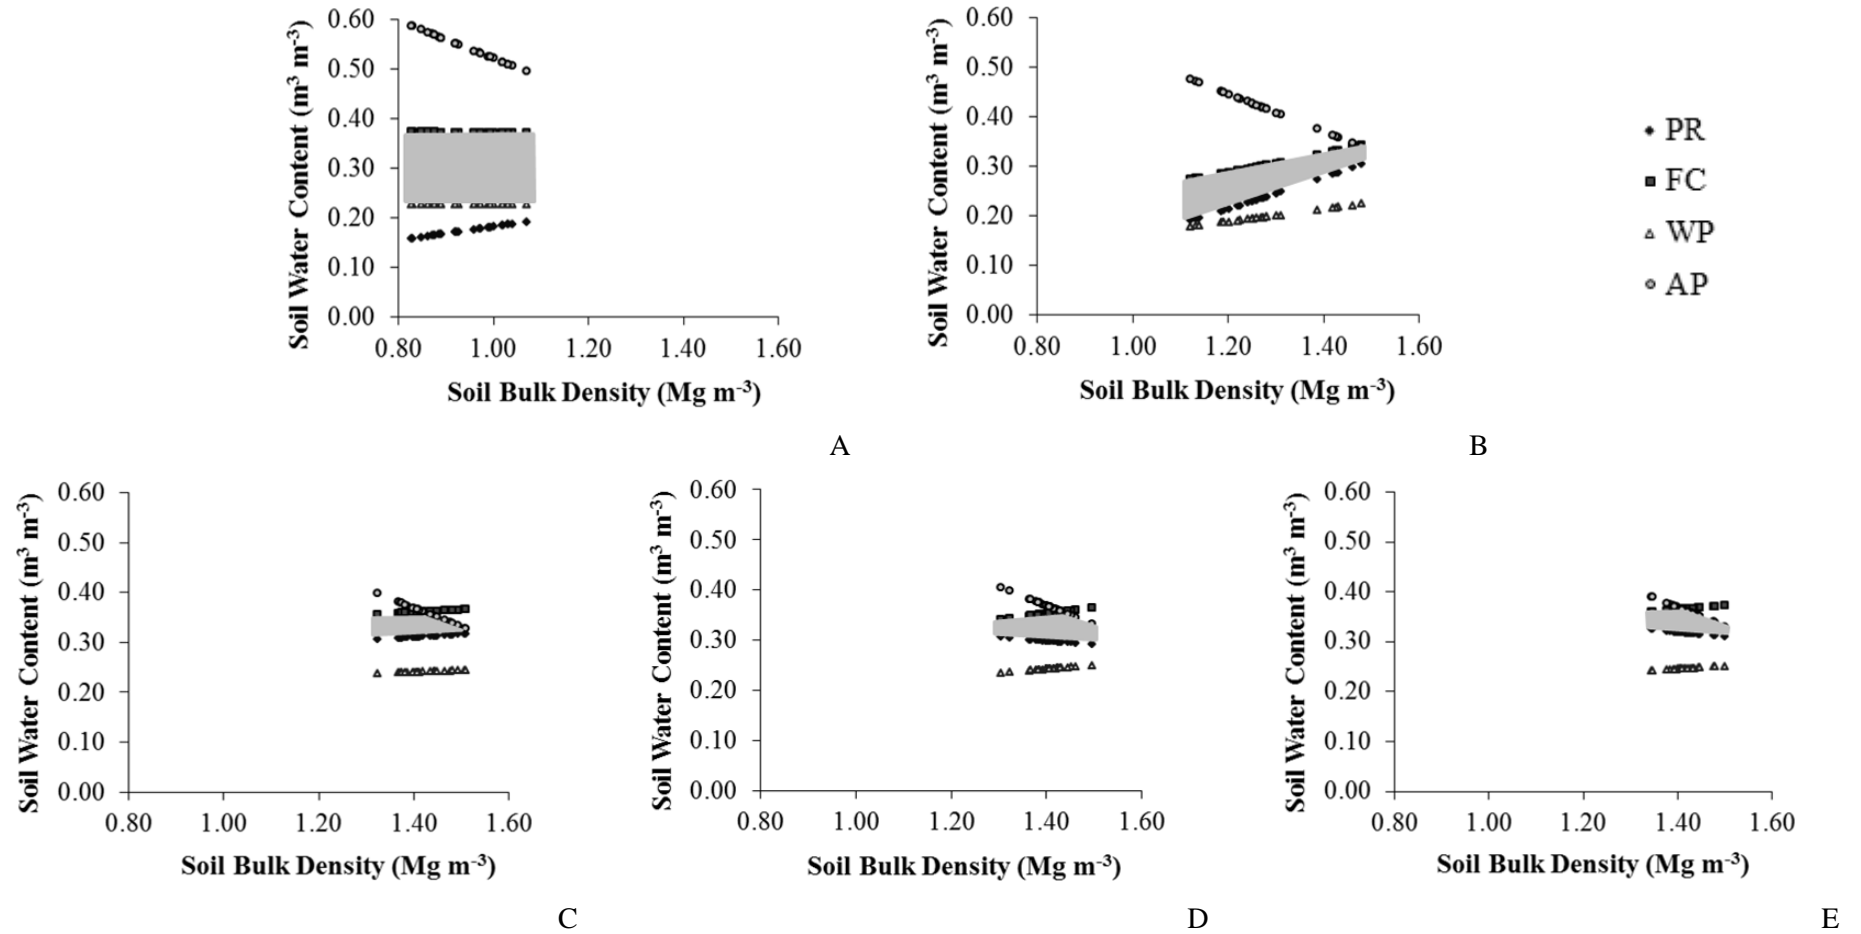 0.60
0.50
0.40
0.30
0.20
0.10
0.00
Soil Water Content (m³ m⁻³)
0.80 1.00 1.20 1.40 1.60
Soil Bulk Density (Mg m⁻³)
A
0.60
0.50
0.40
0.30
0.20
0.10
0.00
Soil Water Content (m³ m⁻³)
0.80 1.00 1.20 1.40 1.60
Soil Bulk Density (Mg m⁻³)
B
PR
FC
WP
AP
0.60
0.50
0.40
0.30
0.20
0.10
0.00
Soil Water Content (m³ m⁻³)
0.80 1.00 1.20 1.40 1.60
Soil Bulk Density (Mg m⁻³)
C
0.60
0.50
0.40
0.30
0.20
0.10
0.00
Soil Water Content (m³ m⁻³)
0.80 1.00 1.20 1.40 1.60
Soil Bulk Density (Mg m⁻³)
D
0.60
0.50
0.40
0.30
0.20
0.10
0.00
Soil Water Content (m³ m⁻³)
0.80 1.00 1.20 1.40 1.60
Soil Bulk Density (Mg m⁻³)
E